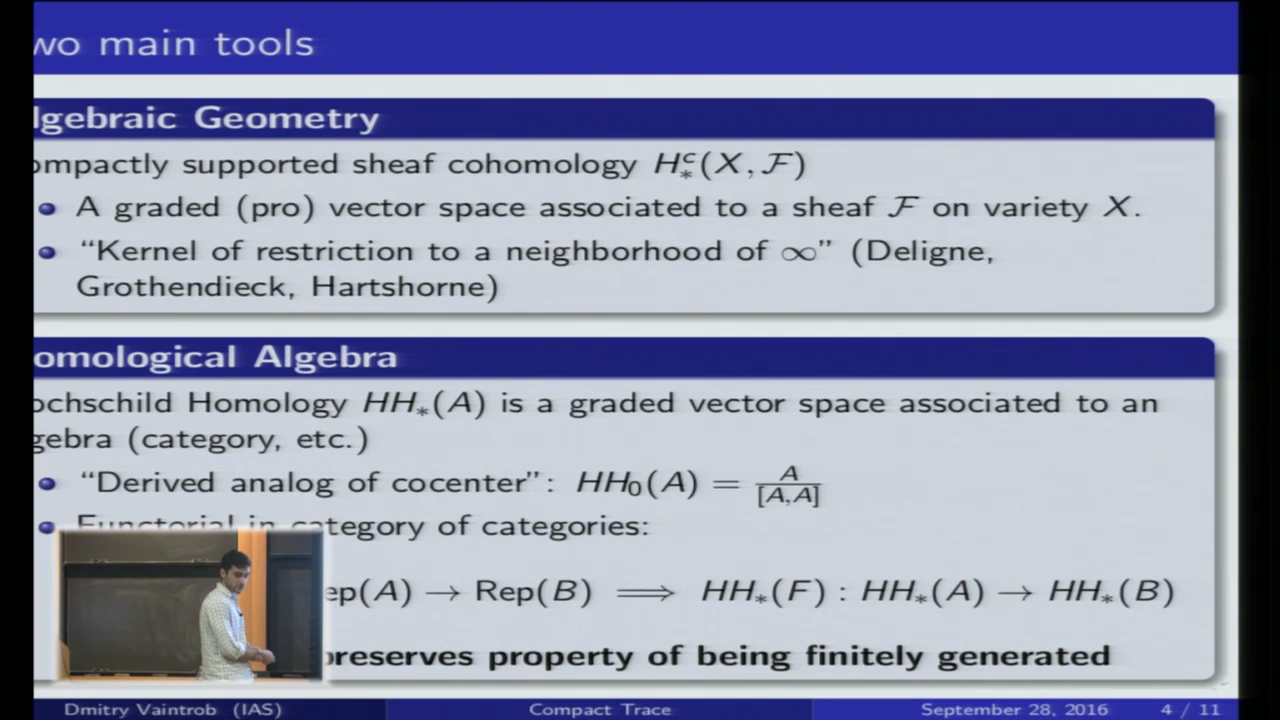 wo main tools
lgebraic Geometry
ompactly supported sheaf cohomology H^c_*(X, F)
• A graded (pro) vector space associated to a sheaf F on variety X.
• “Kernel of restriction to a neighborhood of ∞” (Deligne,
Grothendieck, Hartshorne)
omological Algebra
ochschild Homology HH_*(A) is a graded vector space associated to an
gebra (category, etc.)
• “Derived analog of cocenter”: HH_0(A) = A/[A,A]
• Functorial in category of categories:
ep(A) → Rep(B) ⟹ HH_*(F) : HH_*(A) → HH_*(B)
preserves property of being finitely generated
Dmitry Vaintrob (IAS) Compact Trace September 28, 2016 4 / 11